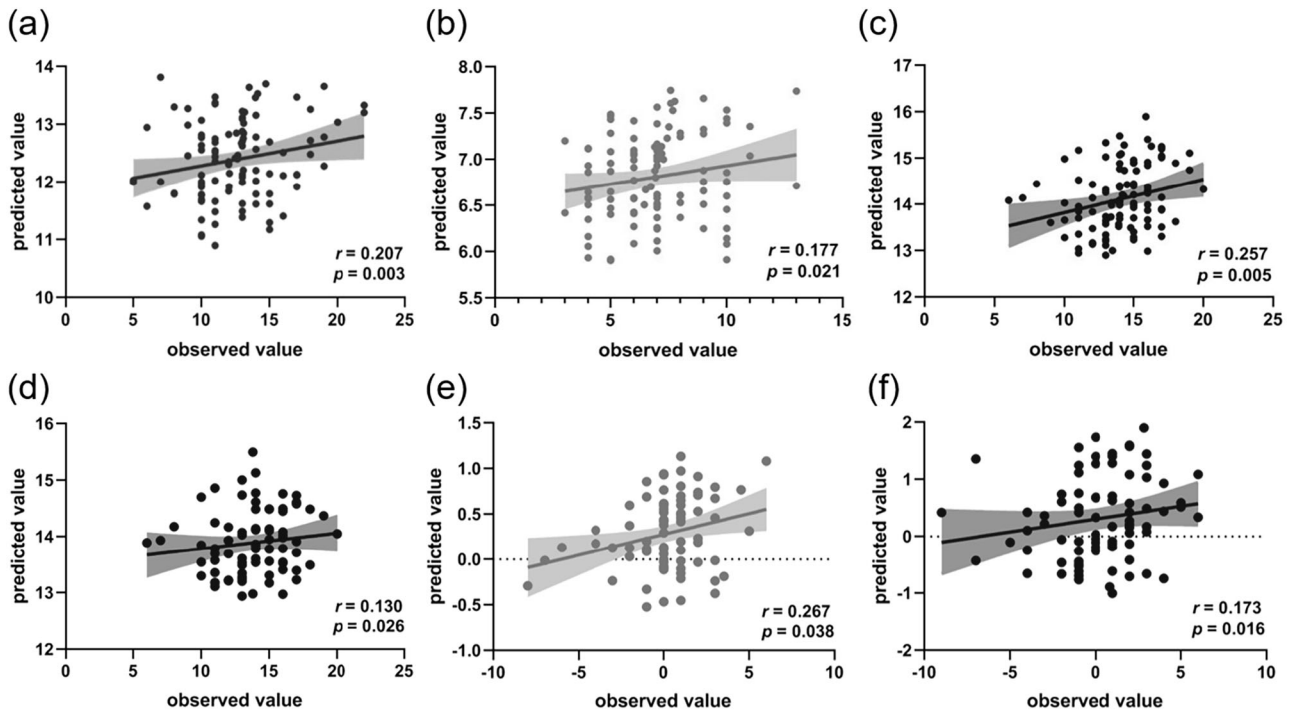 (a)
14
13
12
11
10
predicted value
0 5 10 15 20 25
observed value
r = 0.207
p = 0.003
(b)
8.0
7.5
7.0
6.5
6.0
5.5
predicted value
0 5 10 15
observed value
r = 0.177
p = 0.021
(c)
17
16
15
14
13
12
predicted value
0 5 10 15 20 25
observed value
r = 0.257
p = 0.005
(d)
16
15
14
13
12
predicted value
0 5 10 15 20 25
observed value
r = 0.130
p = 0.026
(e)
1.5
1.0
0.5
0.0
-0.5
-1.0
predicted value
-10 -5 0 5 10
observed value
r = 0.267
p = 0.038
(f)
2
1
0
-1
-2
predicted value
-10 -5 0 5 10
observed value
r = 0.173
p = 0.016